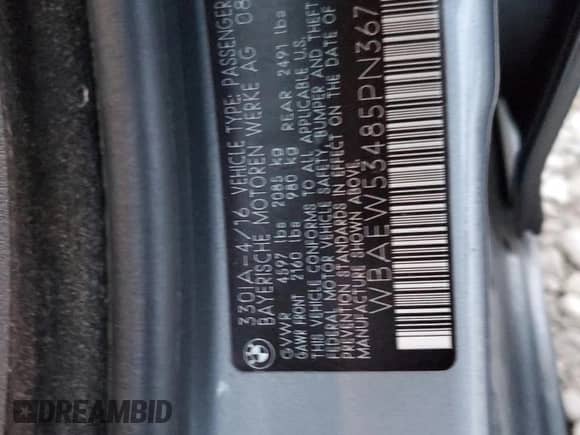 330IA-4/16 VEHICLE TYPE: PASSENGER
BAYERISCHE MOTOREN WERKE AG 08
GVWR 4597 lbs 2085 kg
GAWR FRONT 2160 lbs 980 kg REAR 2491 lbs
THIS VEHICLE CONFORMS TO ALL APPLICABLE U.S.
FEDERAL MOTOR VEHICLE SAFETY, BUMPER AND THEFT
PREVENTION STANDARDS IN EFFECT ON THE DATE OF
MANUFACTURE SHOWN ABOVE.
WBAEW53485PN367
DREAMBID